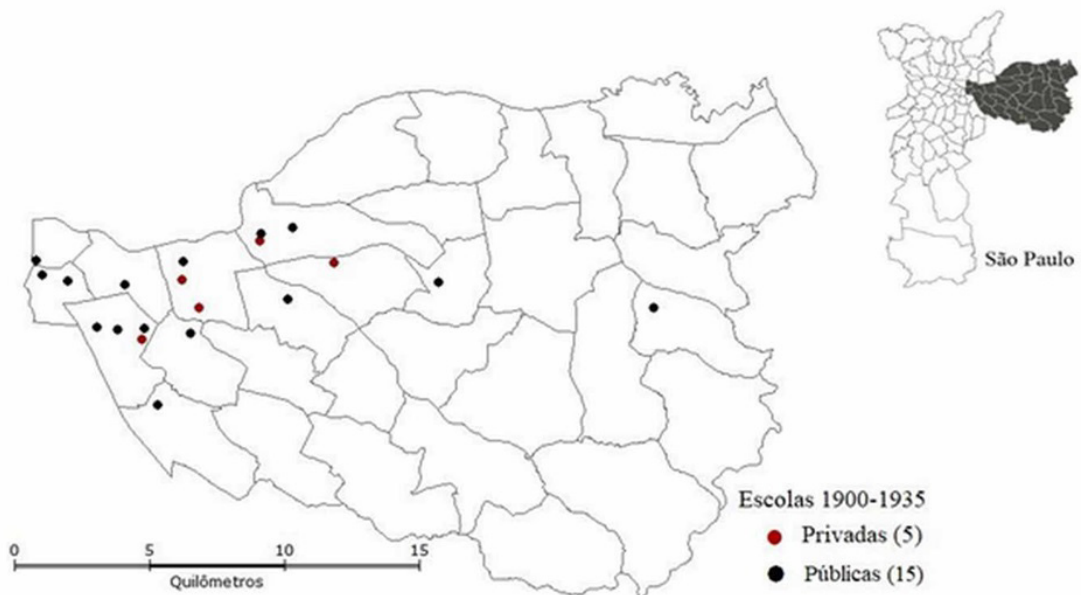 São Paulo
Escolas 1900-1935
Privadas (5)
Públicas (15)
0 5 10 15
Quilômetros